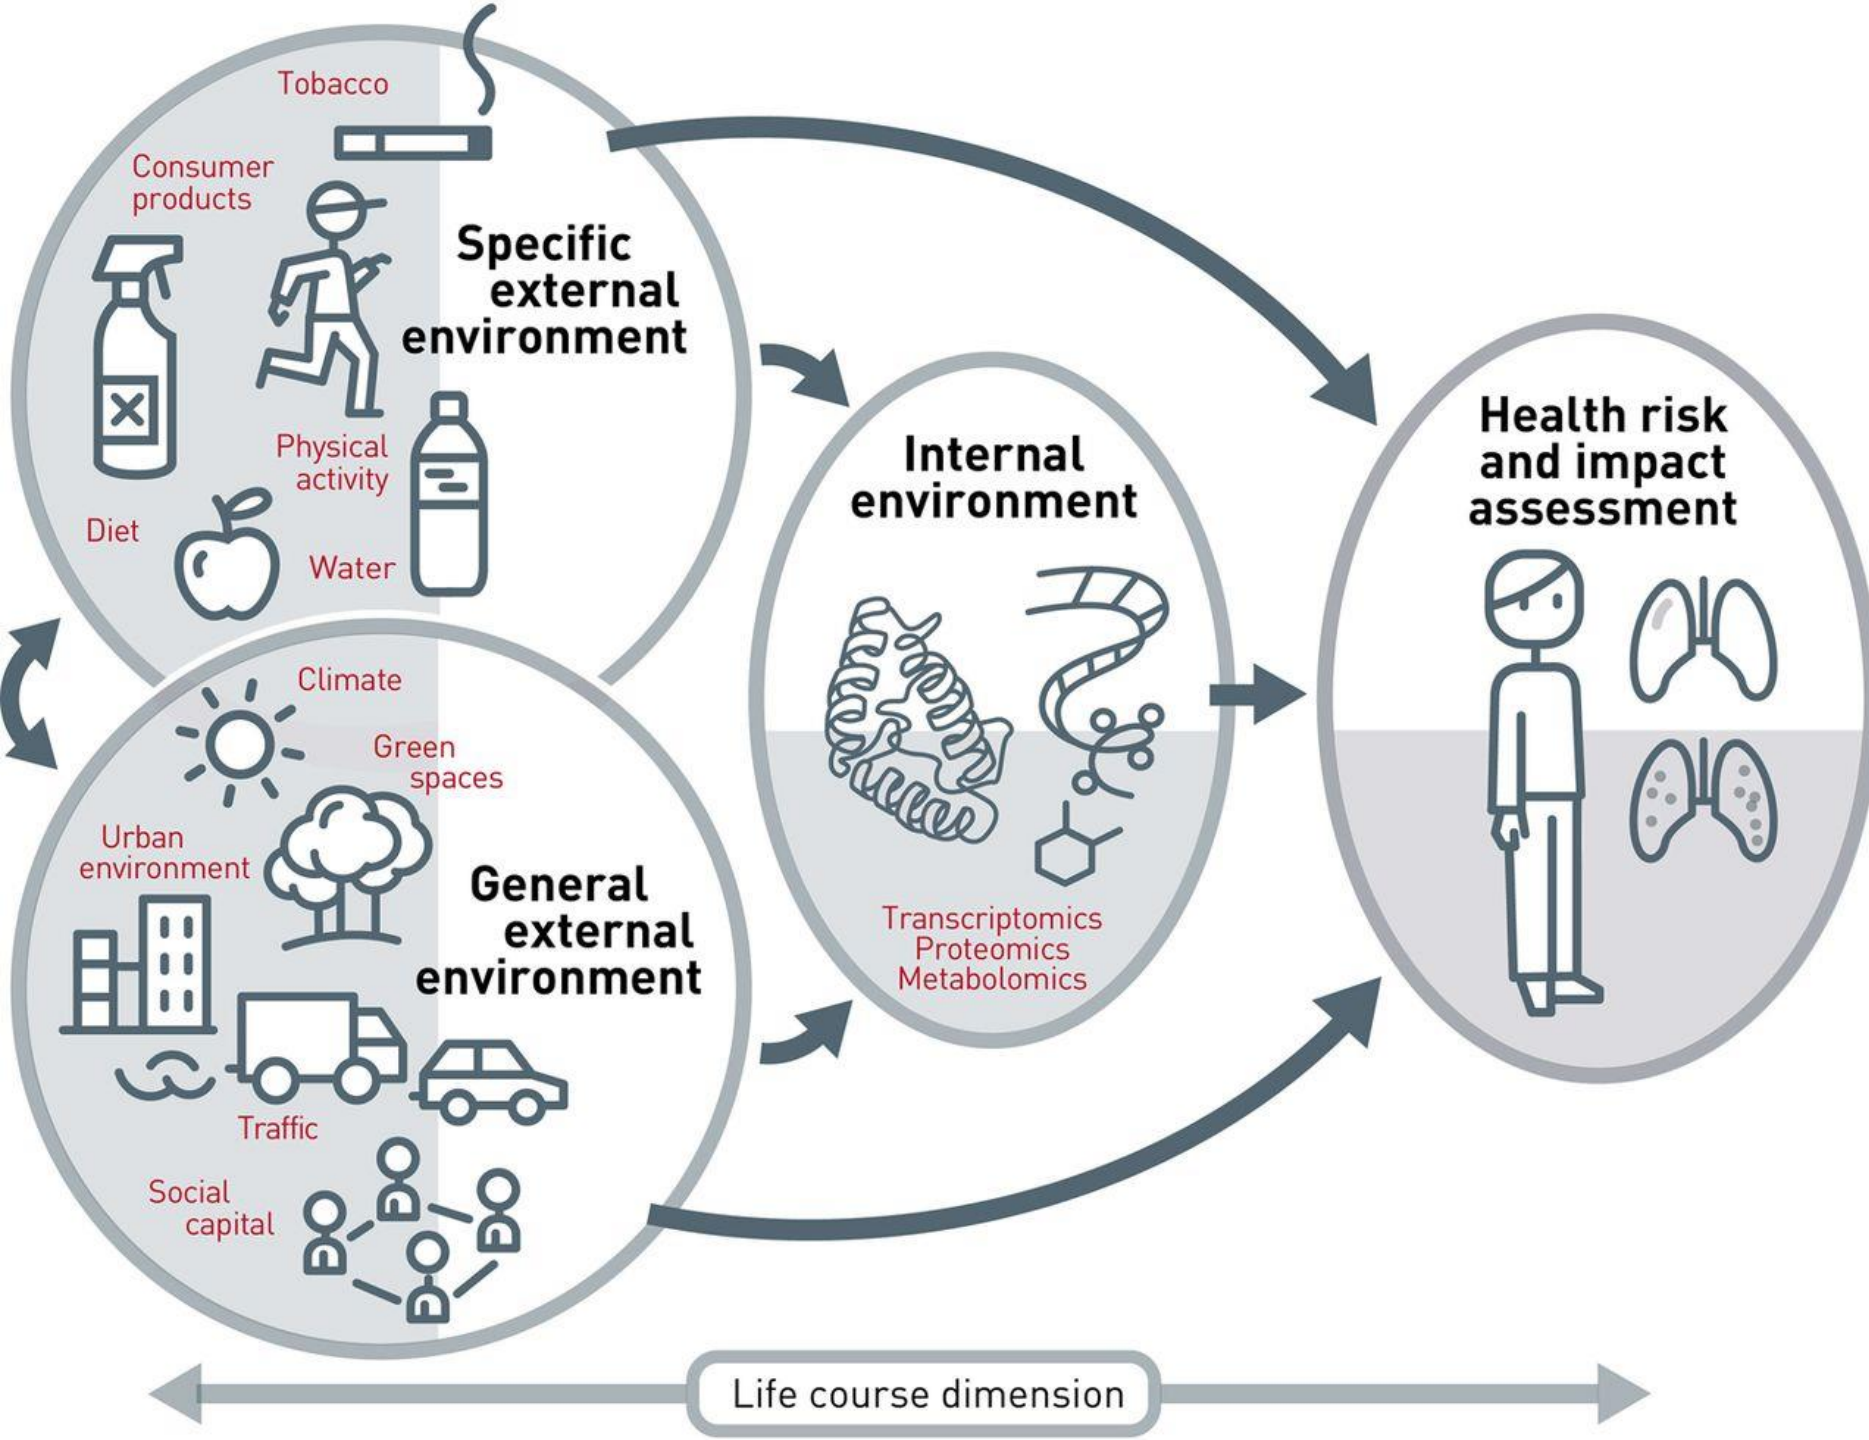 Tobacco
Consumer
products
Specific
external
environment
Physical
activity
Diet
Water
Climate
Green
spaces
Urban
environment
General
external
environment
Traffic
Social
capital
Internal
environment
Transcriptomics
Proteomics
Metabolomics
Health risk
and impact
assessment
Life course dimension